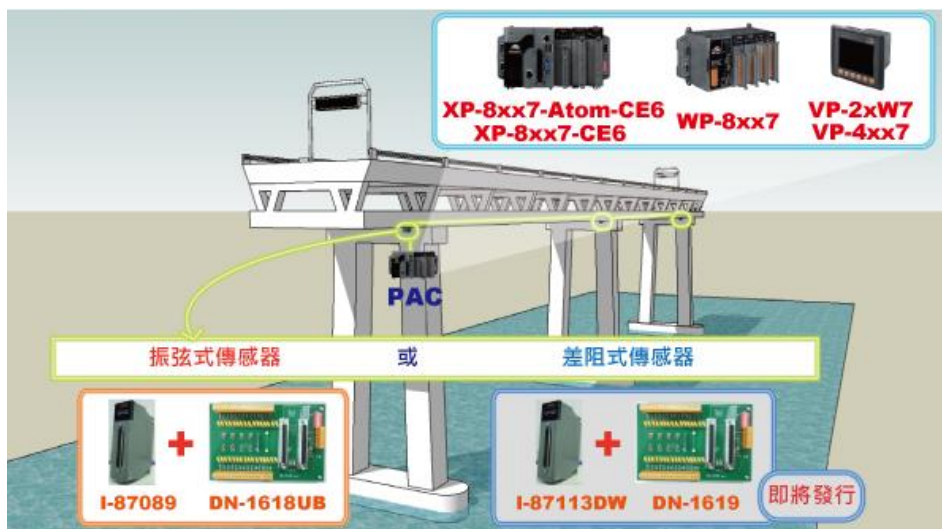 XP-8xx7-Atom-CE6
XP-8xx7-CE6
WP-8xx7
VP-2xW7
VP-4xx7
PAC
振弦式傳感器 或 差阻式傳感器
I-87089 + DN-1618UB
I-87113DW + DN-1619
即將發行